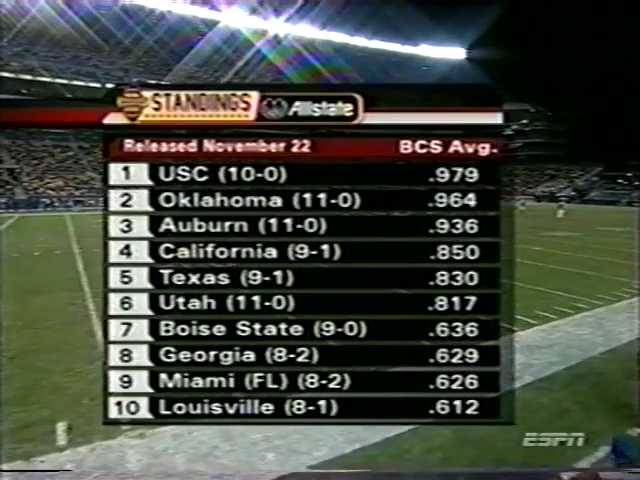 STANDINGS Allstate
Released November 22 BCS Avg.
1 USC (10-0) .979
2 Oklahoma (11-0) .964
3 Auburn (11-0) .936
4 California (9-1) .850
5 Texas (9-1) .830
6 Utah (11-0) .817
7 Boise State (9-0) .636
8 Georgia (8-2) .629
9 Miami (FL) (8-2) .626
10 Louisville (8-1) .612
ESPN